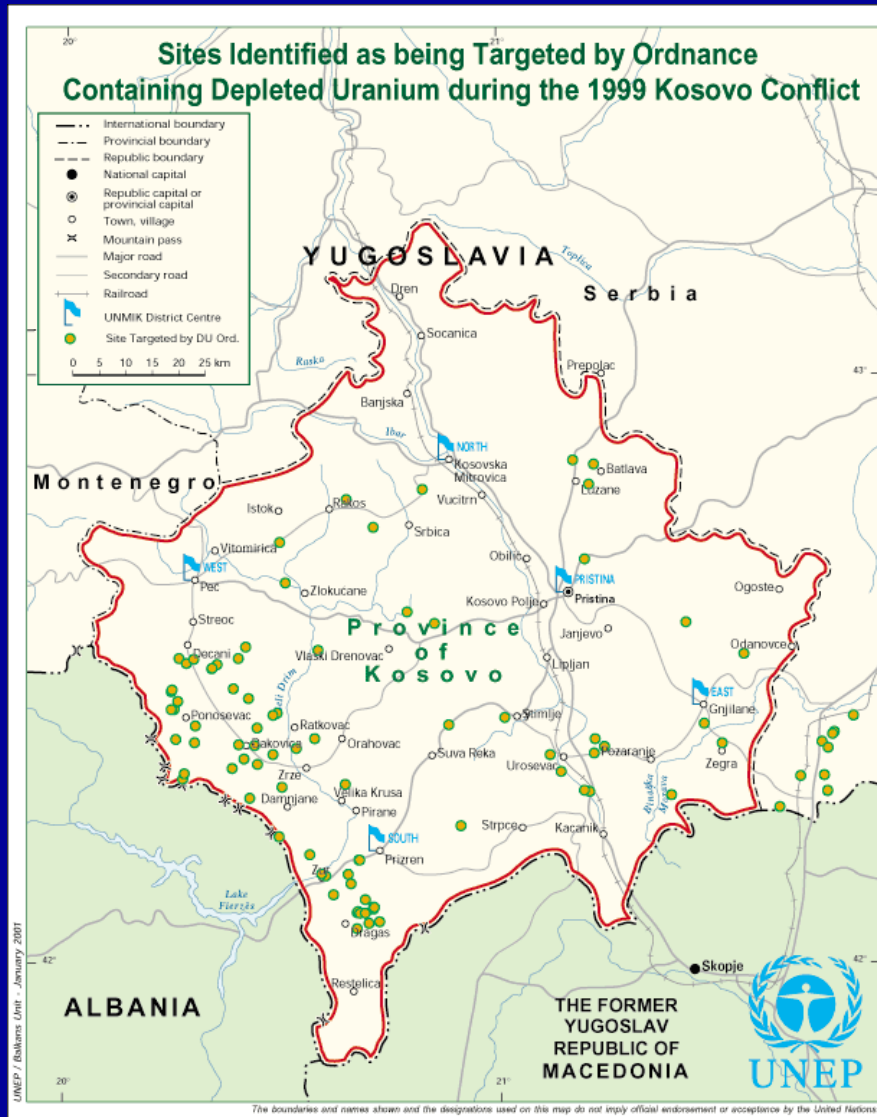 20°
21°
Sites Identified as being Targeted by Ordnance
Containing Depleted Uranium during the 1999 Kosovo Conflict
International boundary
Provincial boundary
Republic boundary
National capital
Republic capital or
provincial capital
Town, village
Mountain pass
Major road
Secondary road
Railroad
UNMIK District Centre
Site Targeted by DU Ord.
0 5 10 15 20 25 km
YUGOSLAVIA
Toplica
Serbia
Dren
Socanica
Raska
Prepolac
43°
Banjska
Ibar
NORTH
Kosovska
Mitrovica
Batlava
Montenegro
Luzane
Vucitrn
Istok
Rakos
Srbica
Vitomirica
Obilic
WEST
Pec
PRISTINA
Pristina
Ogoste
Zlokucane
Kosovo Polje
Streoc
Janjevo
Province
of
Kosovo
Decani
Vlaski Drenovac
Lipljan
Odanovce
Beli Drim
EAST
Gnjilane
Ponosevac
Ratkovac
Stimlje
Djakovica
Orahovac
Suva Reka
Urosevac
Pozaranje
Zegra
Zrze
Binacka
Morava
Damnjane
Velika Krusa
Pirane
Strpce
Kacanik
SOUTH
Prizren
Zur
Lake
Fierzës
Dragas
42°
42°
Skopje
Restelica
ALBANIA
THE FORMER
YUGOSLAV
REPUBLIC OF
MACEDONIA
UNEP
20°
21°
UNEP / Balkans Unit - January 2001
The boundaries and names shown and the designations used on this map do not imply official endorsement or acceptance by the United Nations